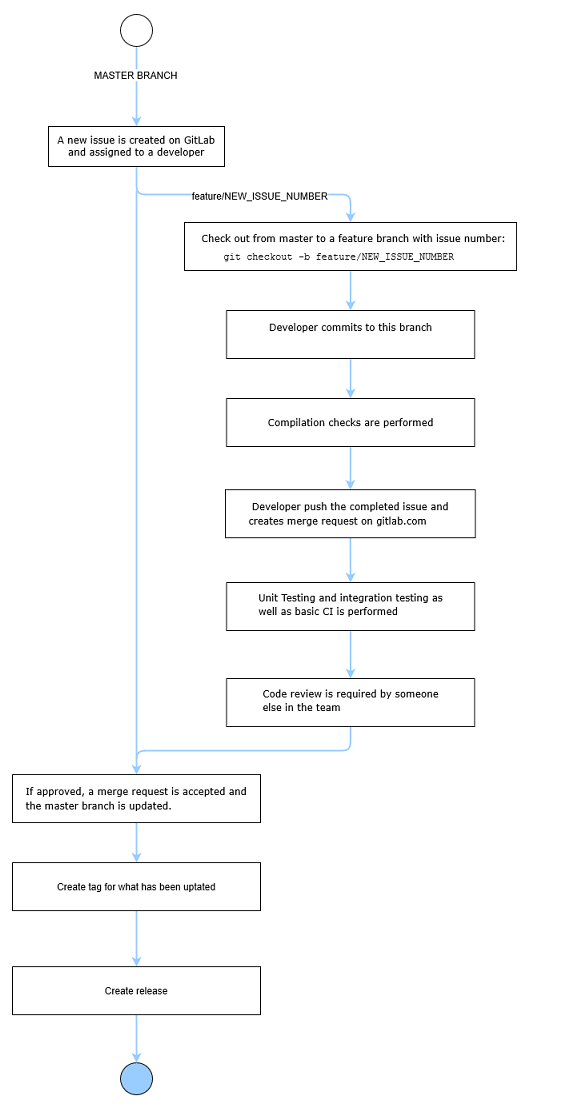 MASTER BRANCH
A new issue is created on GitLab
and assigned to a developer
feature/NEW_ISSUE_NUMBER
Check out from master to a feature branch with issue number:
git checkout -b feature/NEW_ISSUE_NUMBER
Developer commits to this branch
Compilation checks are performed
Developer push the completed issue and
creates merge request on gitlab.com
Unit Testing and integration testing as
well as basic CI is performed
Code review is required by someone
else in the team
If approved, a merge request is accepted and
the master branch is updated.
Create tag for what has been uptated
Create release